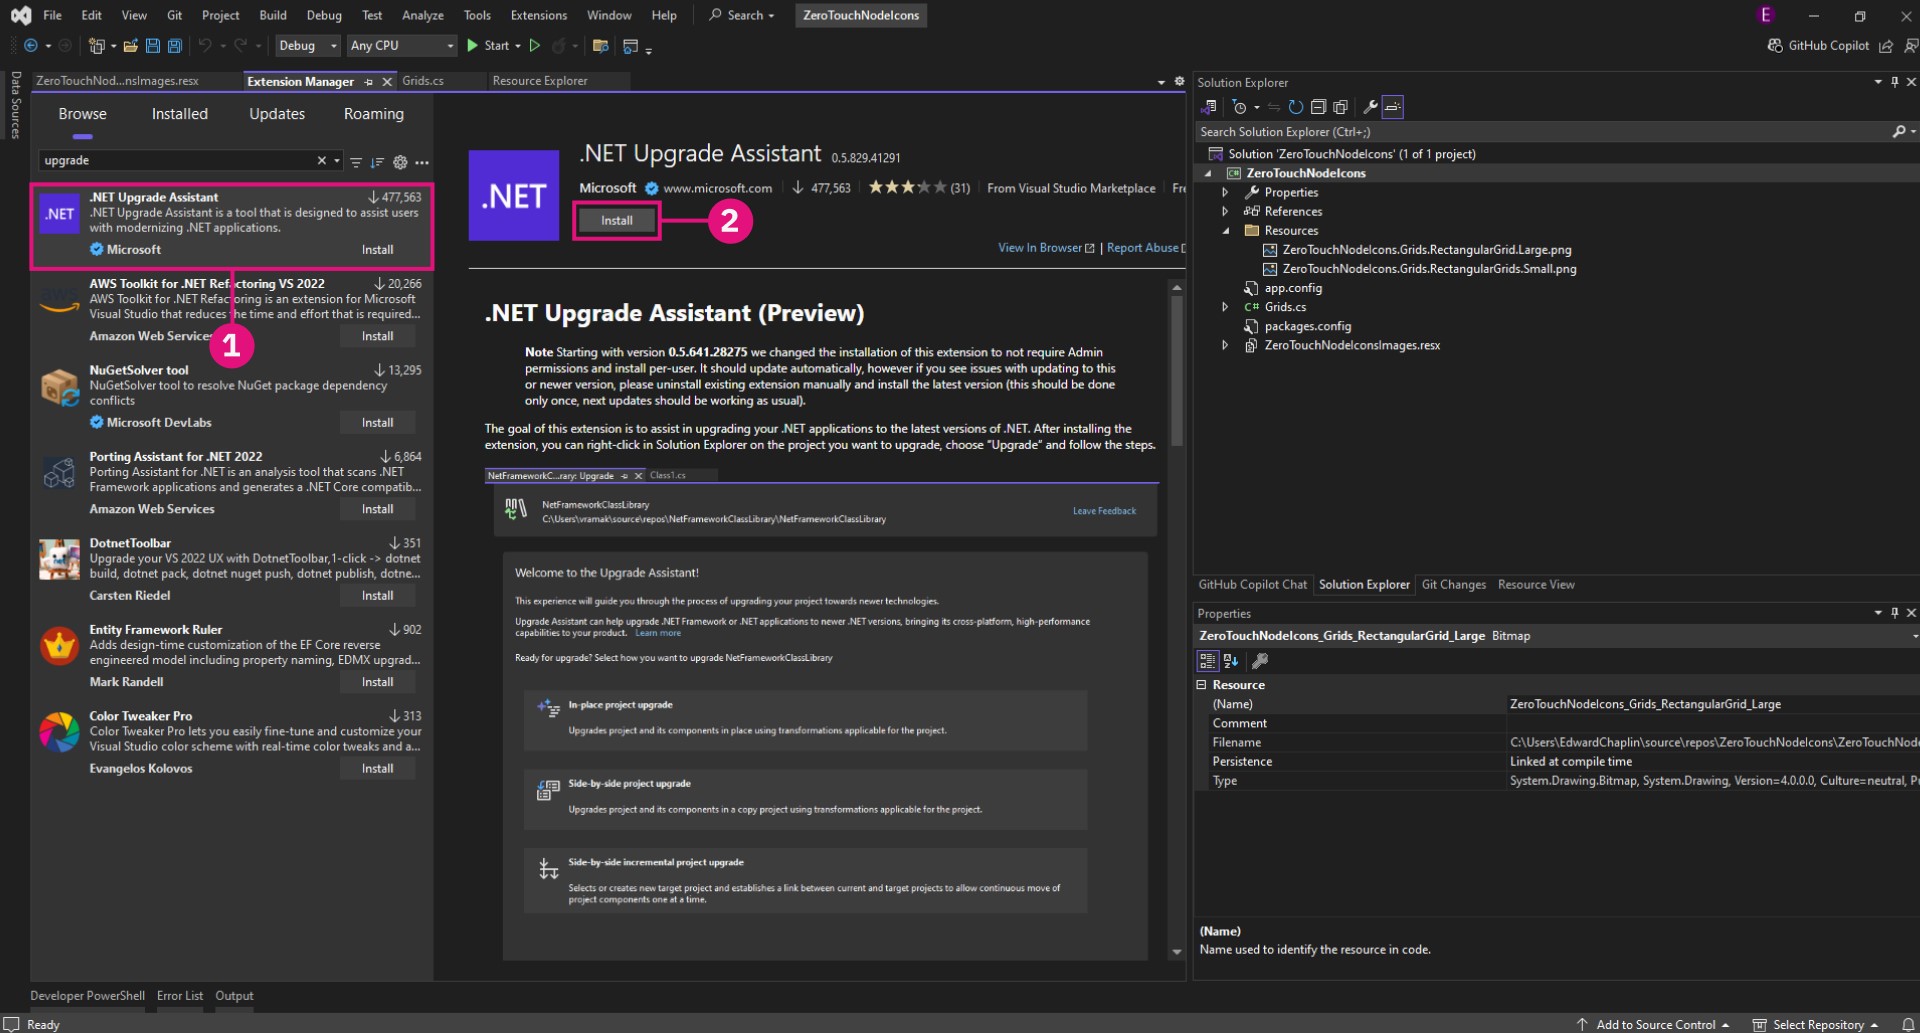 File Edit View Git Project Build Debug Test Analyze Tools Extensions Window Help Search ZeroTouchNodeIcons E
Debug Any CPU Start GitHub Copilot
Data Sources
ZeroTouchNod...nsImages.resx Extension Manager Grids.cs Resource Explorer
Browse Installed Updates Roaming
upgrade
.NET
.NET Upgrade Assistant 477,563
.NET Upgrade Assistant is a tool that is designed to assist users
with modernizing .NET applications.
Microsoft Install
1
AWS Toolkit for .NET Refactoring VS 2022 20,266
AWS Toolkit for .NET Refactoring is an extension for Microsoft
Visual Studio that reduces the time and effort that is required...
Amazon Web Services Install
NuGetSolver tool 13,295
NuGetSolver tool to resolve NuGet package dependency
conflicts
Microsoft DevLabs Install
Porting Assistant for .NET 2022 6,864
Porting Assistant for .NET is an analysis tool that scans .NET
Framework applications and generates a .NET Core compatib...
Amazon Web Services Install
DotnetToolbar 351
Upgrade your VS 2022 UX with DotnetToolbar,1-click -> dotnet
build, dotnet pack, dotnet nuget push, dotnet publish, dotne...
Carsten Riedel Install
Entity Framework Ruler 902
Adds design-time customization of the EF Core reverse
engineered model including property naming, EDMX upgrad...
Mark Randell Install
Color Tweaker Pro 313
Color Tweaker Pro lets you easily fine-tune and customize your
Visual Studio color scheme with real-time color tweaks and a...
Evangelos Kolovos Install
.NET
.NET Upgrade Assistant 0.5.829.41291
Microsoft www.microsoft.com 477,563 (31) From Visual Studio Marketplace Fre
Install
2
View In Browser | Report Abuse
.NET Upgrade Assistant (Preview)
Note Starting with version 0.5.641.28275 we changed the installation of this extension to not require Admin
permissions and install per-user. It should update automatically, however if you see issues with updating to this
or newer version, please uninstall existing extension manually and install the latest version (this should be done
only once, next updates should be working as usual).
The goal of this extension is to assist in upgrading your .NET applications to the latest versions of .NET. After installing the
extension, you can right-click in Solution Explorer on the project you want to upgrade, choose "Upgrade" and follow the steps.
NetFrameworkC...rary: Upgrade Class1.cs
NetFrameworkClassLibrary
C:\Users\vramak\source\repos\NetFrameworkClassLibrary\NetFrameworkClassLibrary
Leave Feedback
Welcome to the Upgrade Assistant!
This experience will guide you through the process of upgrading your project towards newer technologies.
Upgrade Assistant can help upgrade .NET Framework or .NET applications to newer .NET versions, bringing its cross-platform, high-performance
capabilities to your product. Learn more
Ready for upgrade? Select how you want to upgrade NetFrameworkClassLibrary
In-place project upgrade
Upgrades project and its components in place using transformations applicable for the project.
Side-by-side project upgrade
Upgrades project and its components in a copy project using transformations applicable for the project.
Side-by-side incremental project upgrade
Selects or creates new target project and establishes a link between current and target projects to allow continuous move of
project components one at a time.
Solution Explorer
Search Solution Explorer (Ctrl+;)
Solution 'ZeroTouchNodeIcons' (1 of 1 project)
C# ZeroTouchNodeIcons
Properties
References
Resources
ZeroTouchNodeIcons.Grids.RectangularGrid.Large.png
ZeroTouchNodeIcons.Grids.RectangularGrids.Small.png
app.config
C# Grids.cs
packages.config
ZeroTouchNodeIconsImages.resx
GitHub Copilot Chat Solution Explorer Git Changes Resource View
Properties
ZeroTouchNodeIcons_Grids_RectangularGrid_Large Bitmap
Resource
(Name) ZeroTouchNodeIcons_Grids_RectangularGrid_Large
Comment
Filename C:\Users\EdwardChaplin\source\repos\ZeroTouchNodeIcons\ZeroTouchNode
Persistence Linked at compile time
Type System.Drawing.Bitmap, System.Drawing, Version=4.0.0.0, Culture=neutral, P
(Name)
Name used to identify the resource in code.
Developer PowerShell Error List Output
Ready Add to Source Control Select Repository